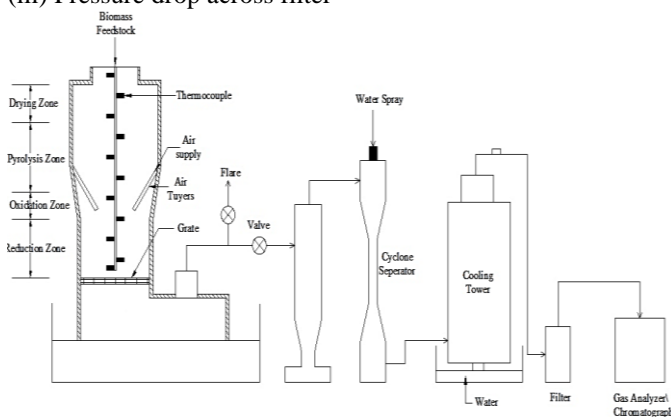 (iii) Pressure drop across filter
Biomass
Feedstock
Drying Zone
Thermocouple
Pyrolysis Zone
Air
supply
Air
Tuyers
Oxidation Zone
Grate
Reduction Zone
Flare
Valve
Water Spray
Cyclone
Seperator
Cooling
Tower
Water
Filter
Gas Analyzer\
Chromatograph